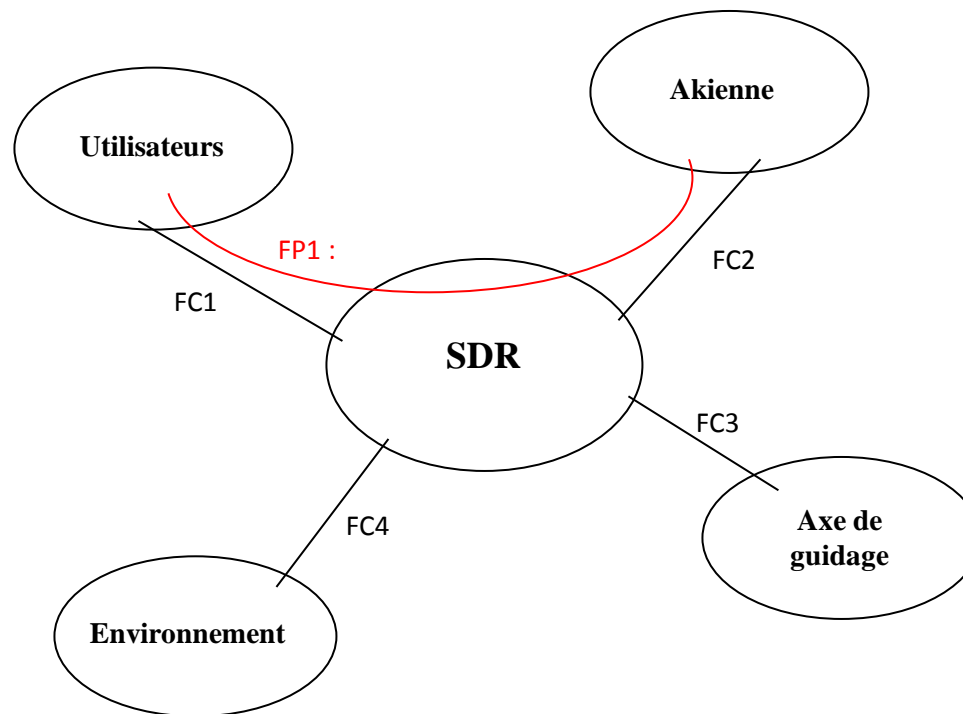 Akienne
Utilisateurs
FP1 :
FC2
FC1
SDR
FC3
Axe de
guidage
FC4
Environnement